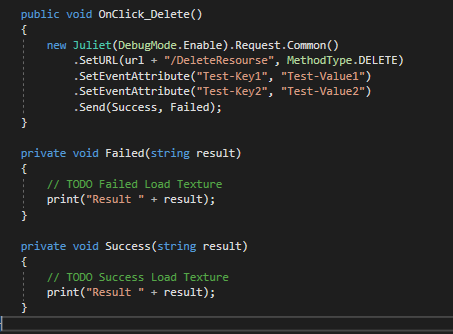 public void OnClick_Delete()
{
new Juliet(DebugMode.Enable).Request.Common()
.SetURL(url + "/DeleteResourse", MethodType.DELETE)
.SetEventAttribute("Test-Key1", "Test-Value1")
.SetEventAttribute("Test-Key2", "Test-Value2")
.Send(Success, Failed);
}
private void Failed(string result)
{
// TODO Failed Load Texture
print("Result " + result);
}
private void Success(string result)
{
// TODO Success Load Texture
print("Result " + result);
}